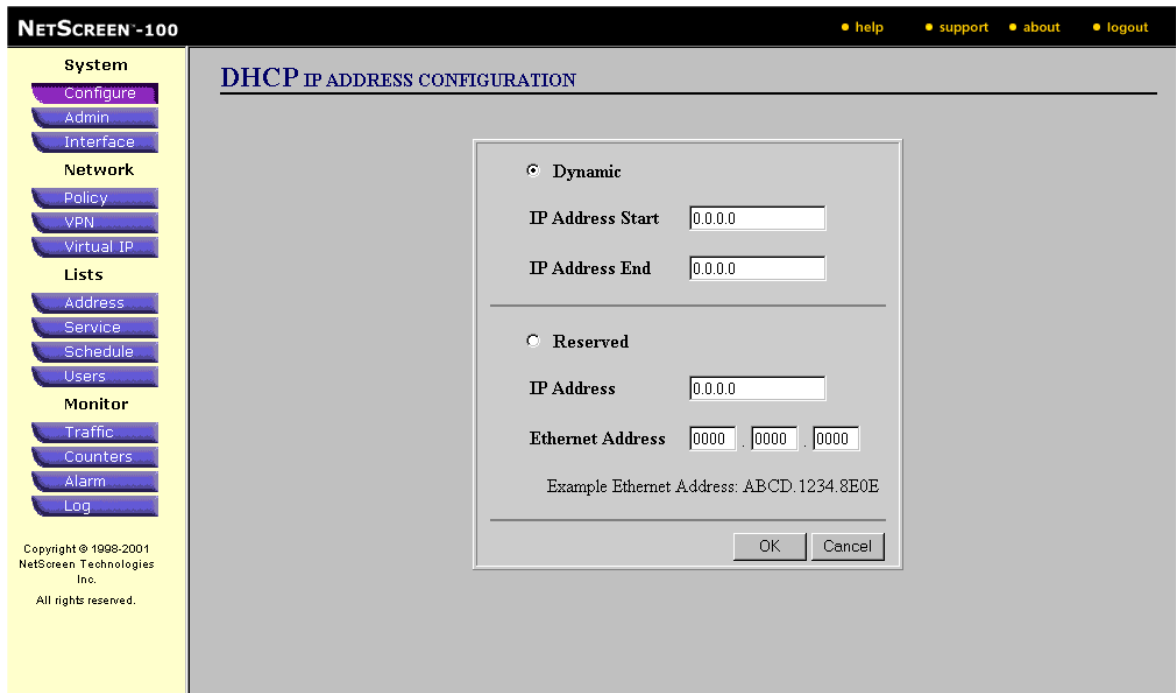 NETSCREEN™-100
help
support
about
logout
System
Configure
Admin
Interface
Network
Policy
VPN
Virtual IP
Lists
Address
Service
Schedule
Users
Monitor
Traffic
Counters
Alarm
Log
Copyright © 1998-2001
NetScreen Technologies
Inc.
All rights reserved.
DHCP IP ADDRESS CONFIGURATION
Dynamic
IP Address Start 0.0.0.0
IP Address End 0.0.0.0
Reserved
IP Address 0.0.0.0
Ethernet Address 0000 . 0000 . 0000
Example Ethernet Address: ABCD.1234.8E0E
OK Cancel